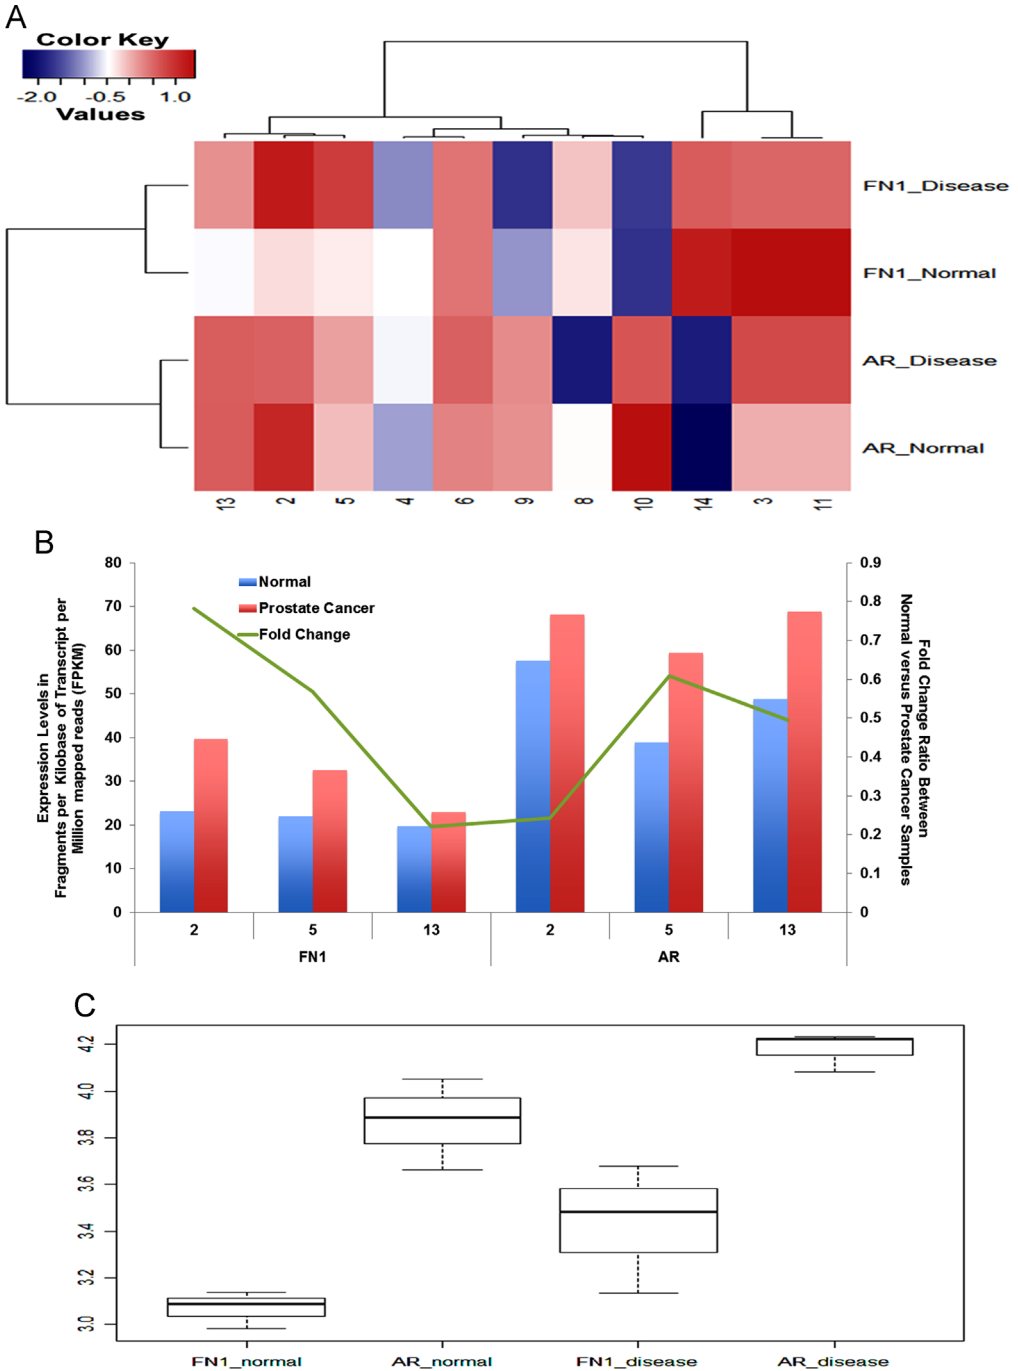 A
Color Key
-2.0 -0.5 1.0
Values
FN1_Disease
FN1_Normal
AR_Disease
AR_Normal
13 2 5 4 6 9 8 10 14 3 11
B
Expression Levels in
Fragments per Kilobase of Transcript per
Million mapped reads (FPKM)
80
70
60
50
40
30
20
10
0
Normal
Prostate Cancer
Fold Change
0.9
0.8
0.7
0.6
0.5
0.4
0.3
0.2
0.1
0
Fold Change Ratio Between
Normal versus Prostate Cancer Samples
2 5 13 2 5 13
FN1 AR
C
4.2
4.0
3.8
3.6
3.4
3.2
3.0
FN1_normal AR_normal FN1_disease AR_disease